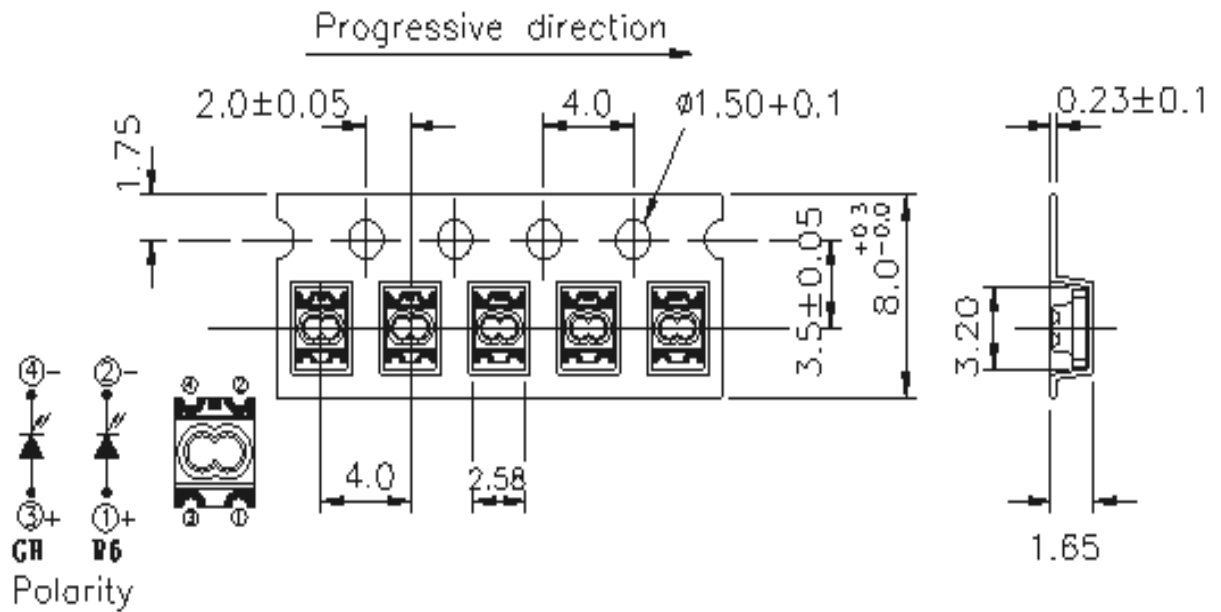 Progressive direction
2.0±0.05
4.0
ø1.50+0.1
0.23±0.1
1.75
3.5±0.05
8.0 +0.3 -0.0
3.20
④- ②-
④ ②
4.0
2.58
③+ ①+
③ ①
1.65
GH R6
Polarity